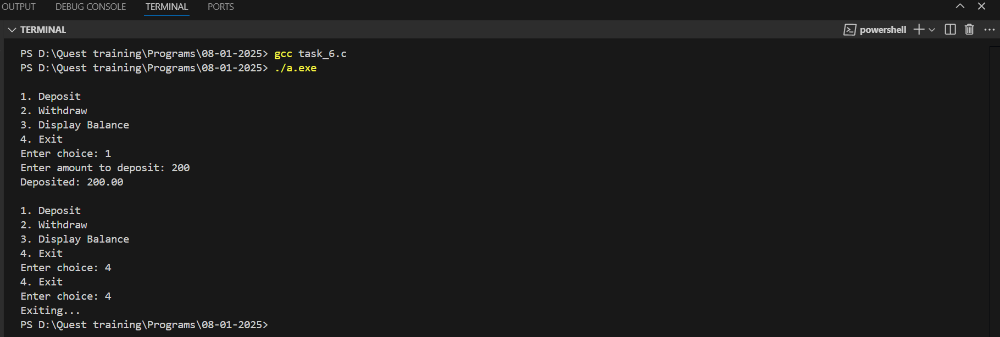 OUTPUT DEBUG CONSOLE TERMINAL PORTS
TERMINAL powershell
PS D:\Quest training\Programs\08-01-2025> gcc task_6.c
PS D:\Quest training\Programs\08-01-2025> ./a.exe
1. Deposit
2. Withdraw
3. Display Balance
4. Exit
Enter choice: 1
Enter amount to deposit: 200
Deposited: 200.00
1. Deposit
2. Withdraw
3. Display Balance
4. Exit
Enter choice: 4
4. Exit
Enter choice: 4
Exiting...
PS D:\Quest training\Programs\08-01-2025>